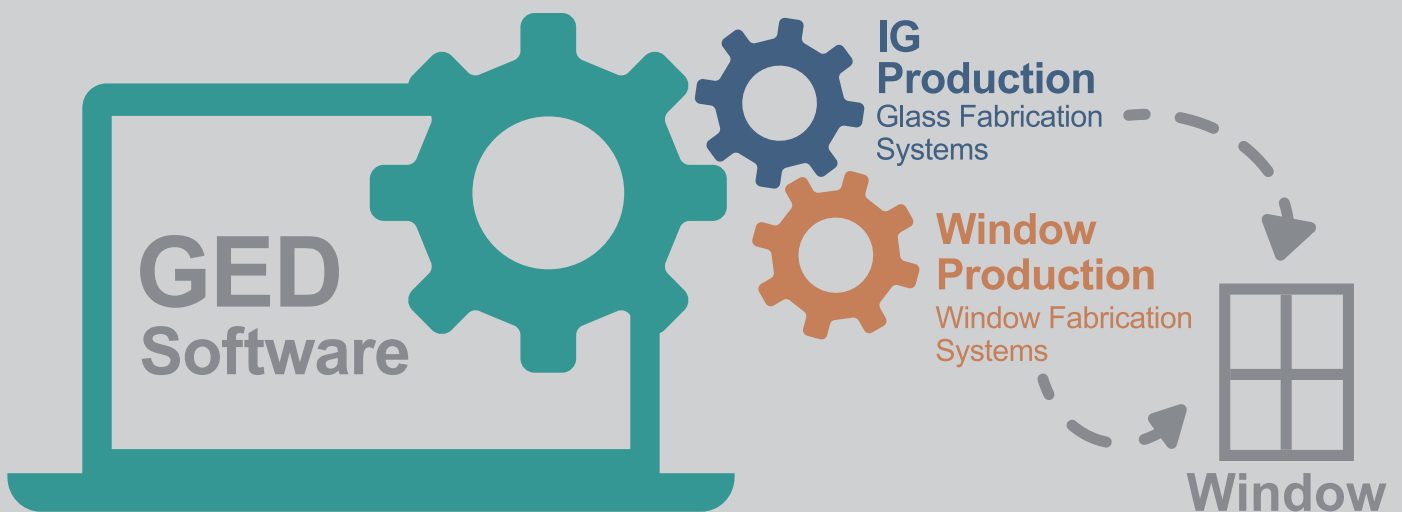 GED
Software
IG
Production
Glass Fabrication
Systems
Window
Production
Window Fabrication
Systems
Window